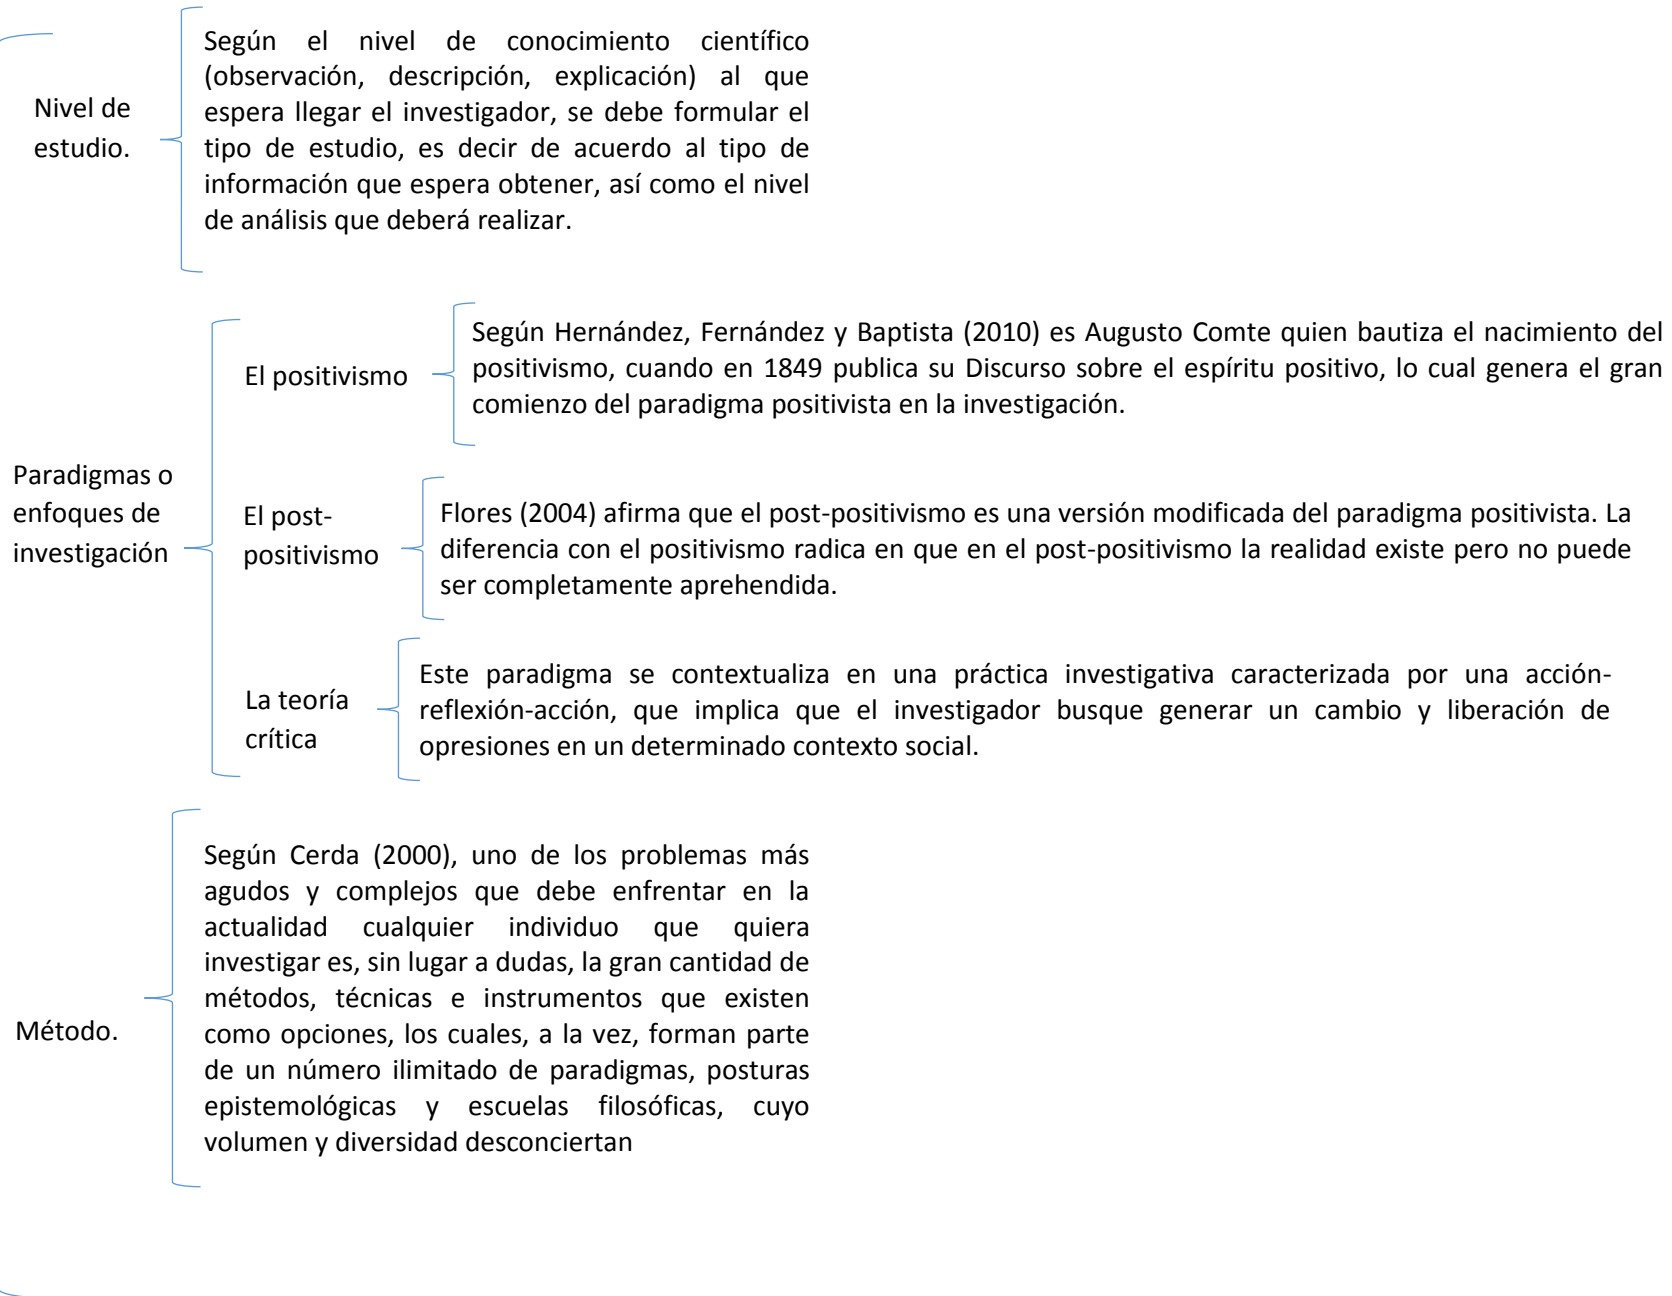 Nivel de
estudio.
Según el nivel de conocimiento científico
(observación, descripción, explicación) al que
espera llegar el investigador, se debe formular el
tipo de estudio, es decir de acuerdo al tipo de
información que espera obtener, así como el nivel
de análisis que deberá realizar.
Paradigmas o
enfoques de
investigación
El positivismo
Según Hernández, Fernández y Baptista (2010) es Augusto Comte quien bautiza el nacimiento del
positivismo, cuando en 1849 publica su Discurso sobre el espíritu positivo, lo cual genera el gran
comienzo del paradigma positivista en la investigación.
El post-
positivismo
Flores (2004) afirma que el post-positivismo es una versión modificada del paradigma positivista. La
diferencia con el positivismo radica en que en el post-positivismo la realidad existe pero no puede
ser completamente aprehendida.
La teoría
crítica
Este paradigma se contextualiza en una práctica investigativa caracterizada por una acción-
reflexión-acción, que implica que el investigador busque generar un cambio y liberación de
opresiones en un determinado contexto social.
Método.
Según Cerda (2000), uno de los problemas más
agudos y complejos que debe enfrentar en la
actualidad cualquier individuo que quiera
investigar es, sin lugar a dudas, la gran cantidad de
métodos, técnicas e instrumentos que existen
como opciones, los cuales, a la vez, forman parte
de un número ilimitado de paradigmas, posturas
epistemológicas y escuelas filosóficas, cuyo
volumen y diversidad desconciertan